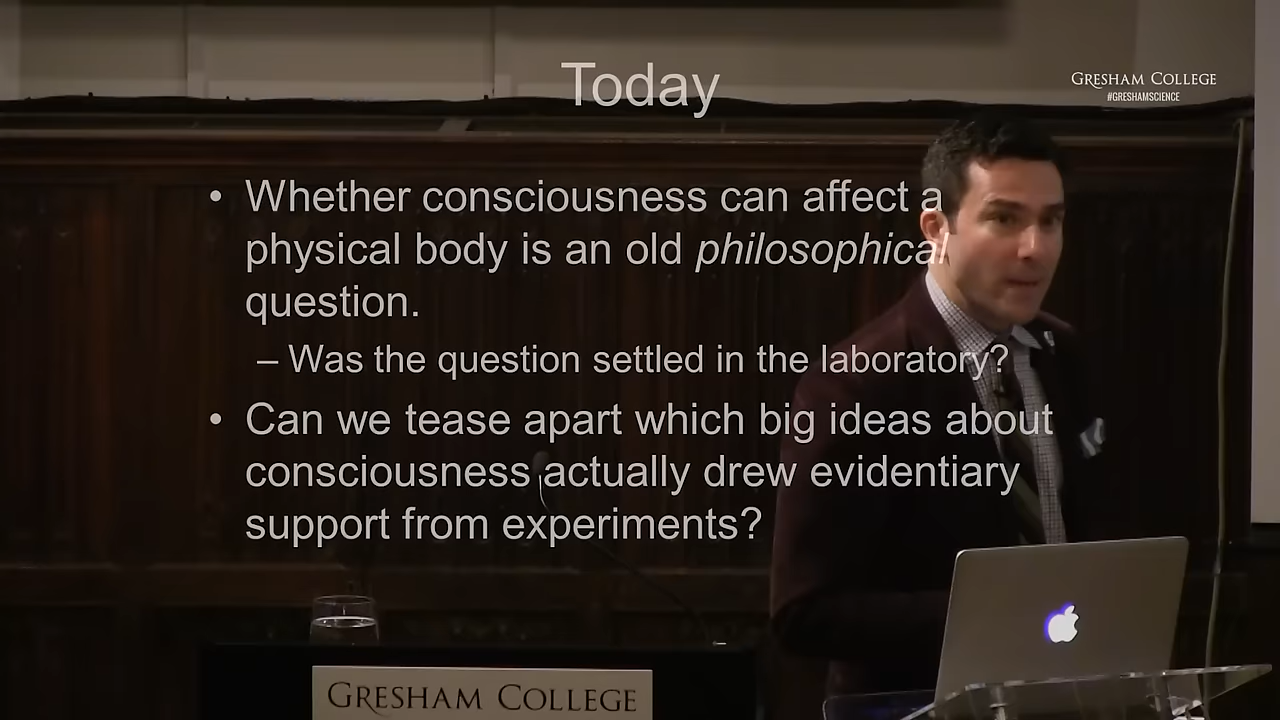 Today
GRESHAM COLLEGE
#GRESHAMSCIENCE
• Whether consciousness can affect a
physical body is an old philosophical
question.
– Was the question settled in the laboratory?
• Can we tease apart which big ideas about
consciousness actually drew evidentiary
support from experiments?
GRESHAM COLLEGE